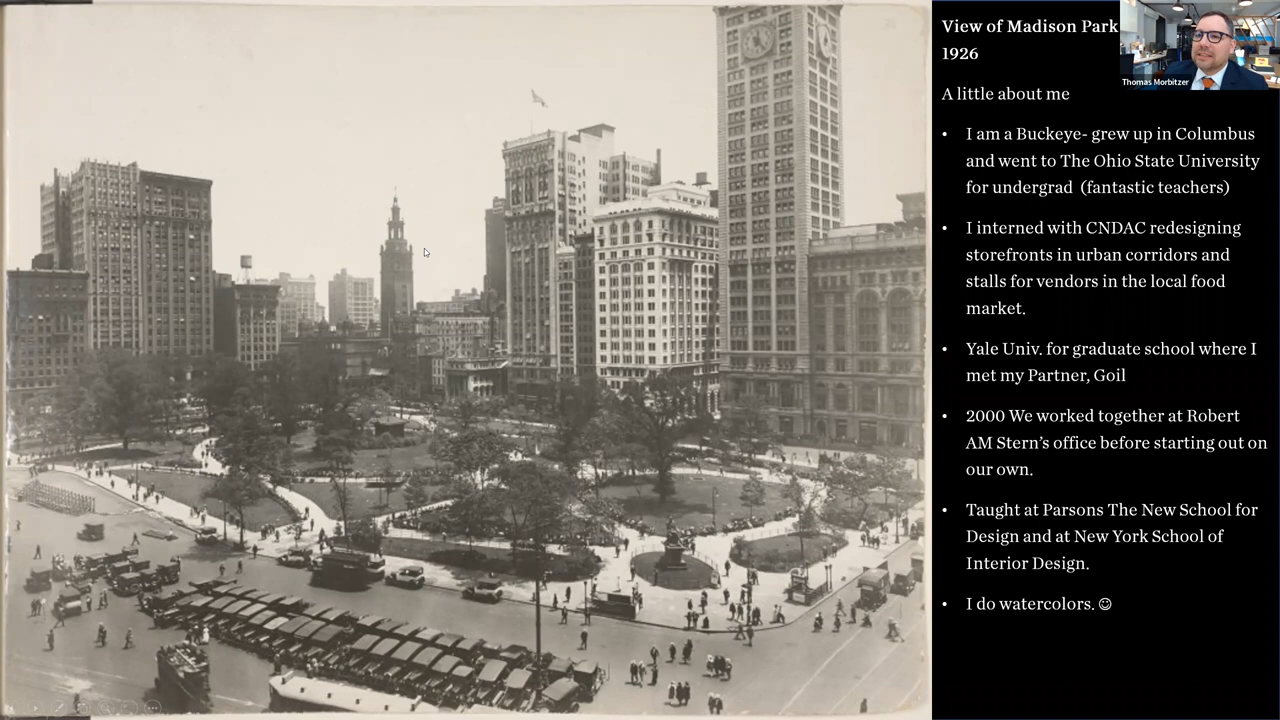 View of Madison Park
1926
Thomas Morbitzer
A little about me
• I am a Buckeye- grew up in Columbus
and went to The Ohio State University
for undergrad (fantastic teachers)
• I interned with CNDAC redesigning
storefronts in urban corridors and
stalls for vendors in the local food
market.
• Yale Univ. for graduate school where I
met my Partner, Goil
• 2000 We worked together at Robert
AM Stern’s office before starting out on
our own.
• Taught at Parsons The New School for
Design and at New York School of
Interior Design.
• I do watercolors. ☺